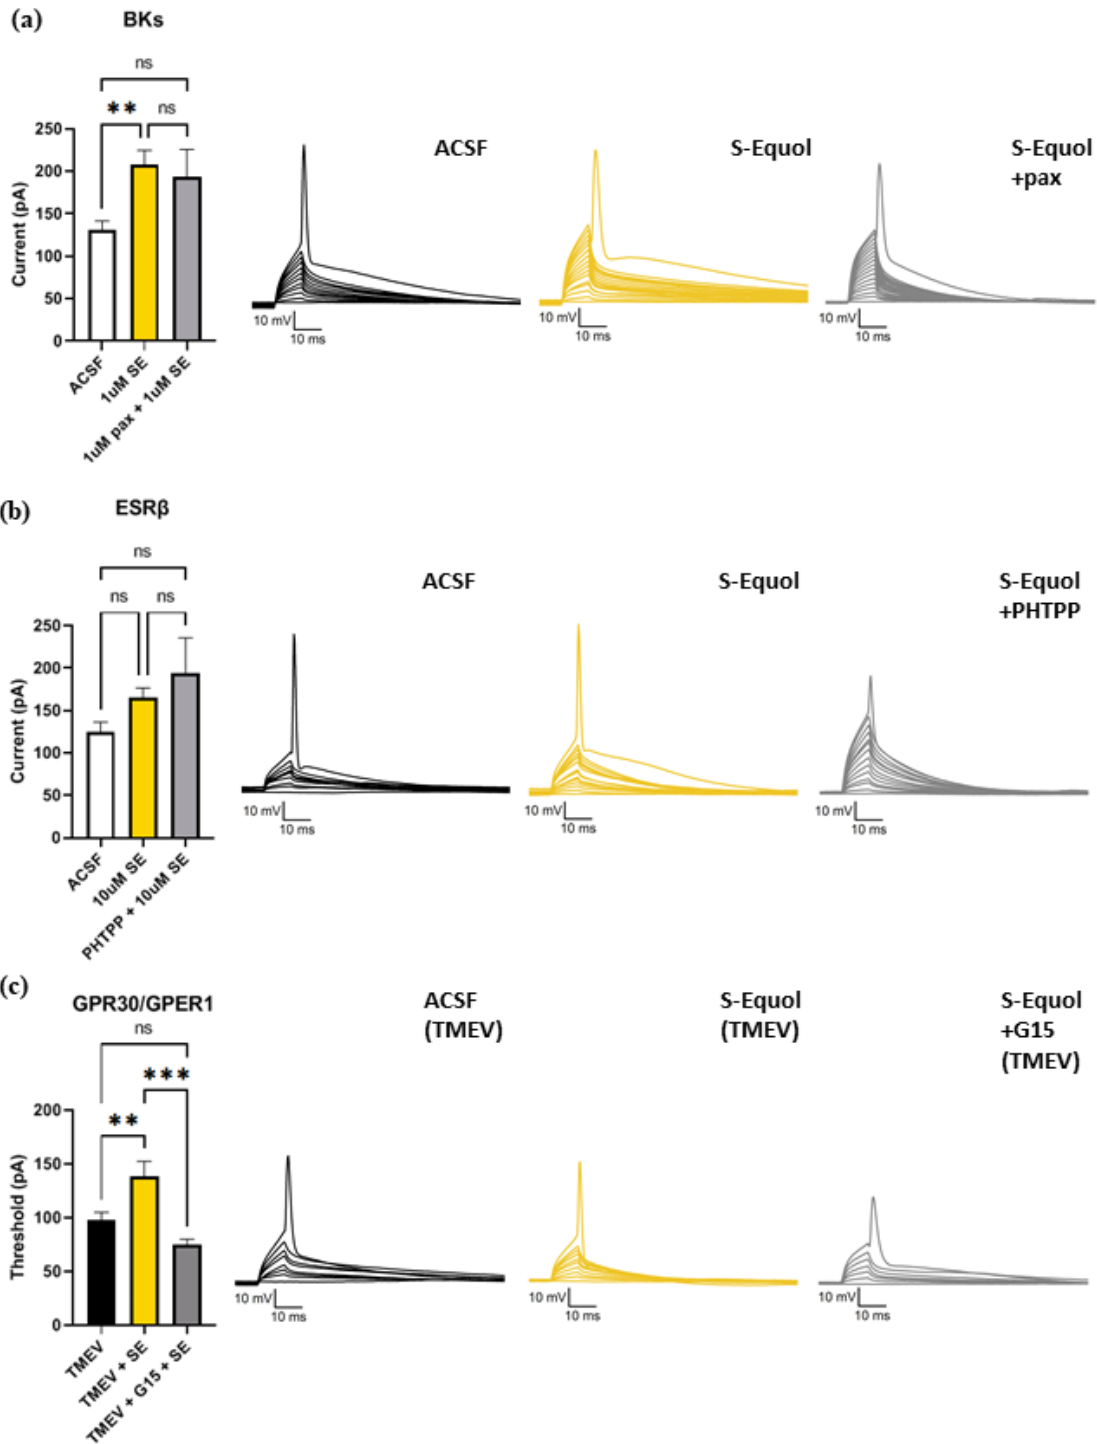 (a)
BKs
ns
** ns
250
200
150
100
50
0
Current (pA)
ACSF
1uM SE
1uM pax + 1uM SE
ACSF
10 mV
10 ms
S-Equol
10 mV
10 ms
S-Equol
+pax
10 mV
10 ms
(b)
ESRβ
ns
ns ns
250
200
150
100
50
0
Current (pA)
ACSF
10uM SE
PHTPP + 10uM SE
ACSF
10 mV
10 ms
S-Equol
10 mV
10 ms
S-Equol
+PHTPP
10 mV
10 ms
(c)
GPR30/GPER1
ns
***
**
200
150
100
50
0
Threshold (pA)
TMEV
TMEV + SE
TMEV + G15 + SE
ACSF
(TMEV)
10 mV
10 ms
S-Equol
(TMEV)
10 mV
10 ms
S-Equol
+G15
(TMEV)
10 mV
10 ms